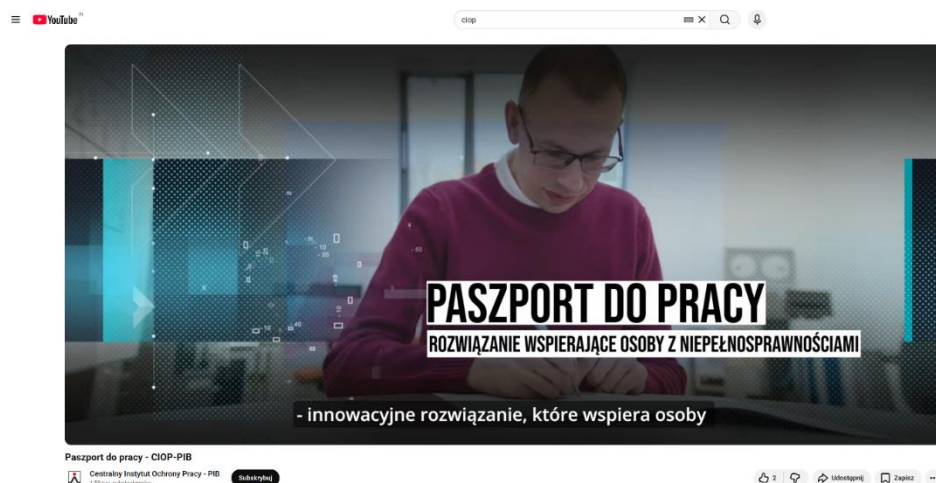 YouTube
ciop
PASZPORT DO PRACY
ROZWIĄZANIE WSPIERAJĄCE OSOBY Z NIEPEŁNOSPRAWNOŚCIAMI
- innowacyjne rozwiązanie, które wspiera osoby
Paszport do pracy - CIOP-PIB
Centralny Instytut Ochrony Pracy - PIB
Subskrybuj
2
Udostępnij
Zapisz